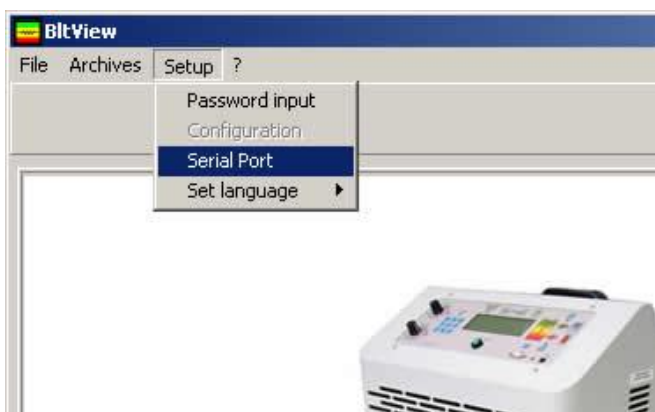 BltView
File Archives Setup ?
Password input
Configuration
Serial Port
Set language